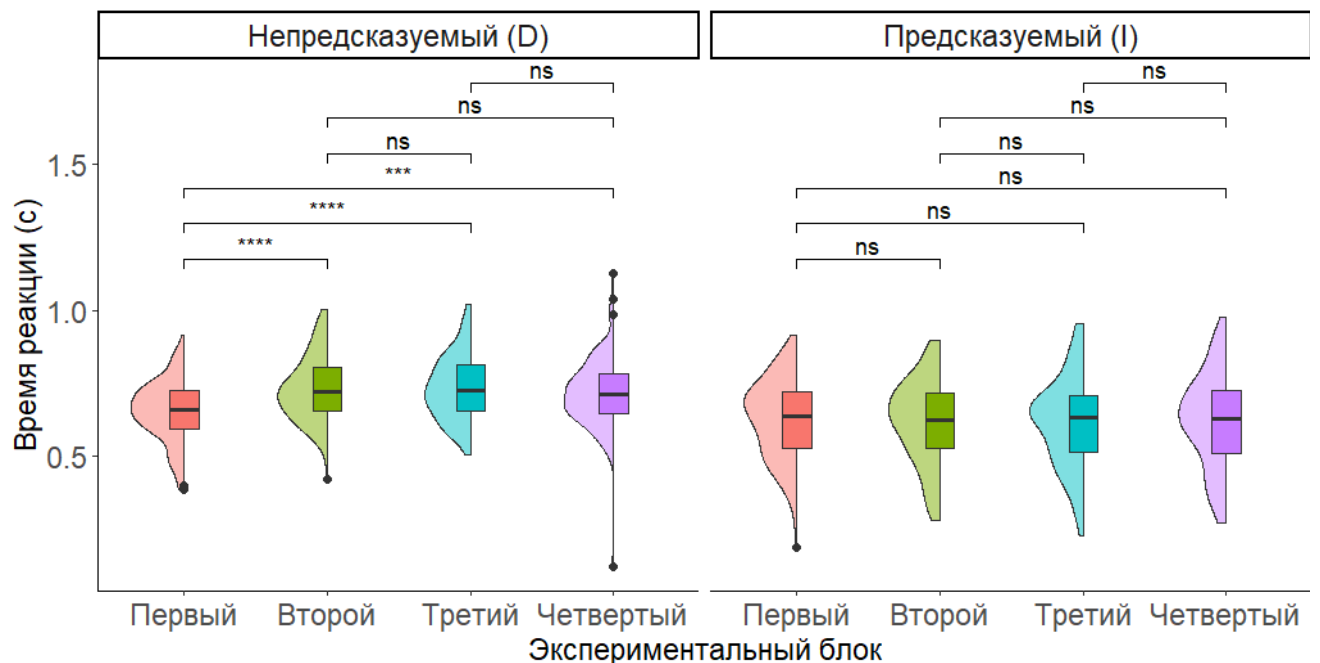 Непредсказуемый (D)
Предсказуемый (I)
ns
ns
ns
***
****
****
ns
ns
ns
ns
ns
ns
1.5
1.0
0.5
Время реакции (с)
Первый Второй Третий Четвертый
Первый Второй Третий Четвертый
Экспериментальный блок